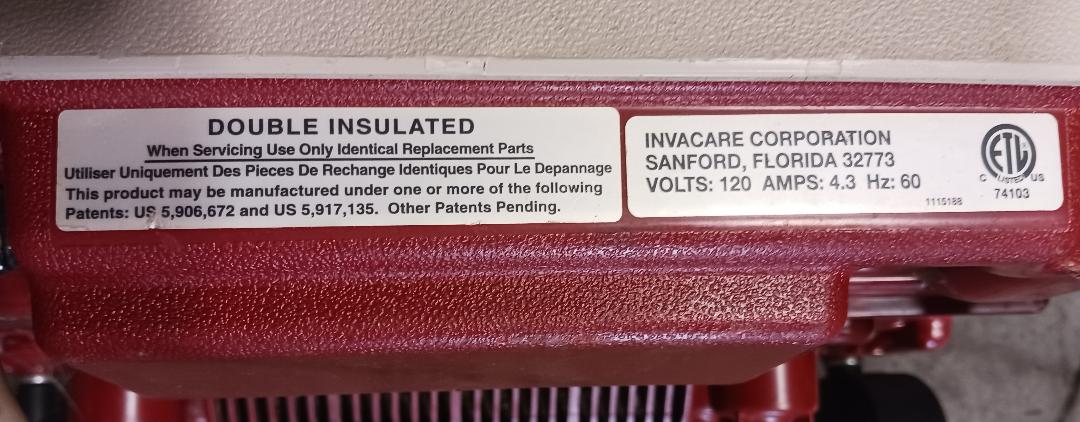 DOUBLE INSULATED
When Servicing Use Only Identical Replacement Parts
Utiliser Uniquement Des Pieces De Rechange Identiques Pour Le Depannage
This product may be manufactured under one or more of the following
Patents: US 5,906,672 and US 5,917,135. Other Patents Pending.
INVACARE CORPORATION
SANFORD, FLORIDA 32773
VOLTS: 120 AMPS: 4.3 Hz: 60
1115188
ETL
C LISTED US
74103